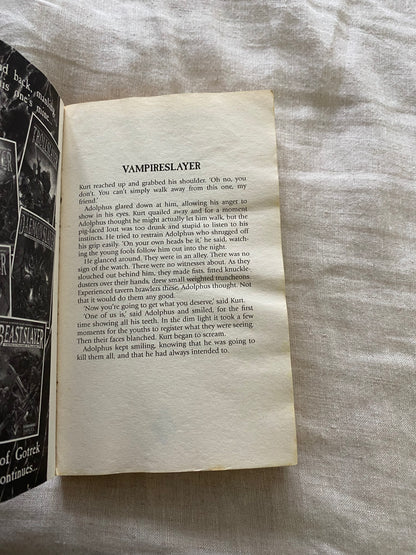 d back, manlin
is one's mine.
BEASTSLAYER
of Gotrek
continues...
VAMPIRESLAYER
Kurt reached up and grabbed his shoulder. 'Oh no, you
don't. You can't simply walk away from this one, my
friend.'
Adolphus glared down at him, allowing his anger to
show in his eyes. Kurt quailed away and for a moment
Adolphus thought he might actually let him walk, but the
pig-faced lout was too drunk and stupid to listen to his
instincts. He tried to restrain Adolphus who shrugged off
his grip easily. 'On your own heads be it,' he said, watch-
ing the young fools follow him out into the night.
He glanced around. They were in an alley. There was no
sign of the watch. There were no witnesses about. As they
slouched out behind him, they made fists, fitted knuckle-
dusters over their hands, drew small weighted truncheons.
Experienced tavern brawlers these, Adolphus thought. Not
that it would do them any good.
'Now you're going to get what you deserve,' said Kurt.
'One of us is,' said Adolphus and smiled, for the first
time showing all his teeth. In the dim light it took a few
moments for the youths to register what they were seeing.
Then their faces blanched. Kurt began to scream.
Adolphus kept smiling, knowing that he was going to
kill them all, and that he had always intended to.